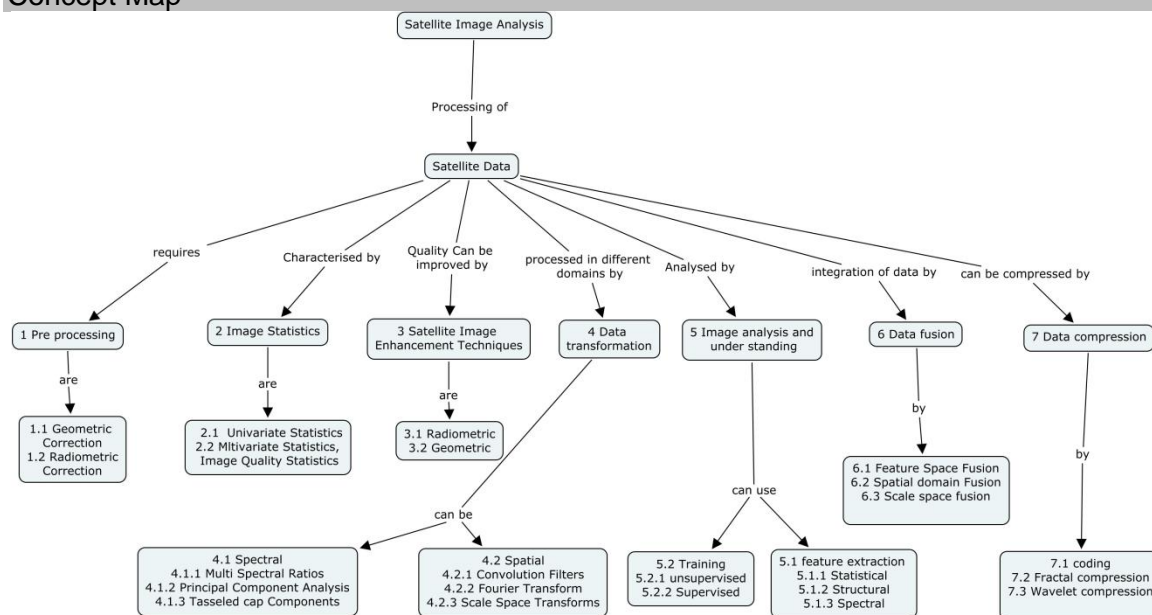 Concept Map
Satellite Image Analysis
Processing of
Satellite Data
requires
Characterised by
Quality Can be
improved by
processed in different
domains by
Analysed by
integration of data by
can be compressed by
1 Pre processing
2 Image Statistics
3 Satellite Image
Enhancement Techniques
4 Data
transformation
5 Image analysis and
under standing
6 Data fusion
7 Data compression
are
are
are
by
by
1.1 Geometric
Correction
1.2 Radiometric
Correction
2.1 Univariate Statistics
2.2 Mltivariate Statistics,
Image Quality Statistics
3.1 Radiometric
3.2 Geometric
6.1 Feature Space Fusion
6.2 Spatial domain Fusion
6.3 Scale space fusion
can be
can use
4.1 Spectral
4.1.1 Multi Spectral Ratios
4.1.2 Principal Component Analysis
4.1.3 Tasseled cap Components
4.2 Spatial
4.2.1 Convolution Filters
4.2.2 Fourier Transform
4.2.3 Scale Space Transforms
5.2 Training
5.2.1 unsupervised
5.2.2 Supervised
5.1 feature extraction
5.1.1 Statistical
5.1.2 Structural
5.1.3 Spectral
7.1 coding
7.2 Fractal compression
7.3 Wavelet compression